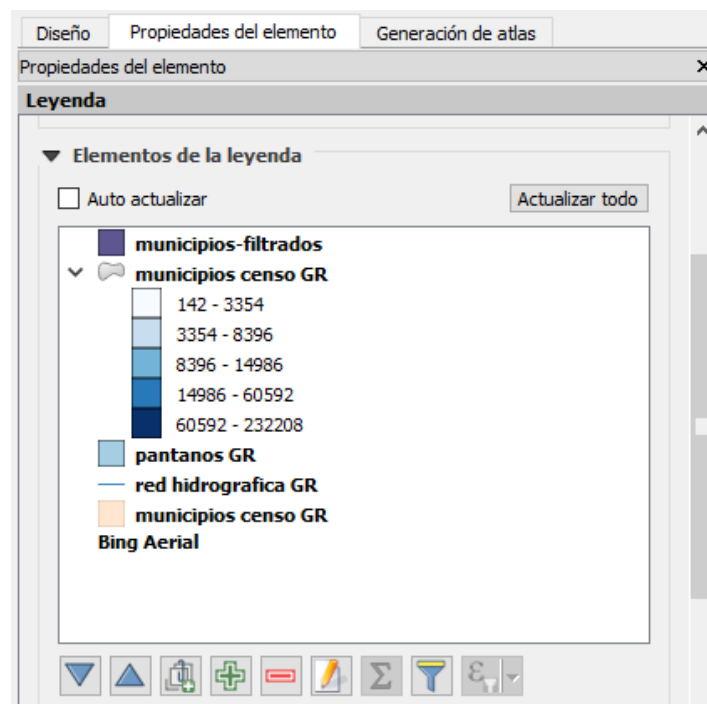 Diseño Propiedades del elemento Generación de atlas
Propiedades del elemento
Leyenda
Elementos de la leyenda
Auto actualizar Actualizar todo
municipios-filtrados
municipios censo GR
142 - 3354
3354 - 8396
8396 - 14986
14986 - 60592
60592 - 232208
pantanos GR
red hidrografica GR
municipios censo GR
Bing Aerial
Σ ε